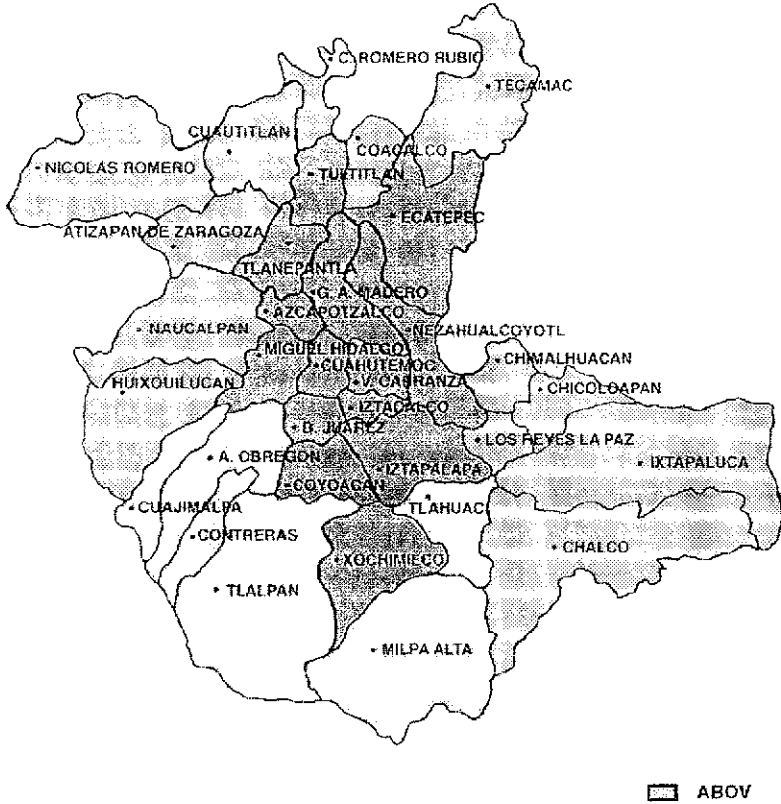 C. ROMERO RUBIO
TECAMAC
CUAUTITLAN
COACALCO
NICOLAS ROMERO
TULTITLAN
ECATEPEC
ATIZAPAN DE ZARAGOZA
TLANEPANTLA
G. A. MADERO
AZCAPOTZALCO
NAUCALPAN
NEZAHUALCOYOTL
MIGUEL HIDALGO
CUAHUTEMOC
CHIMALHUACAN
HUIXQUILUCAN
V. CARRANZA
CHICOLOAPAN
IZTACALCO
B. JUAREZ
LOS REYES LA PAZ
A. OBREGON
IZTAPALAPA
IXTAPALUCA
COYOACAN
CUAJIMALPA
TLAHUAC
CONTRERAS
CHALCO
XOCHIMILCO
TLALPAN
MILPA ALTA
ABOV